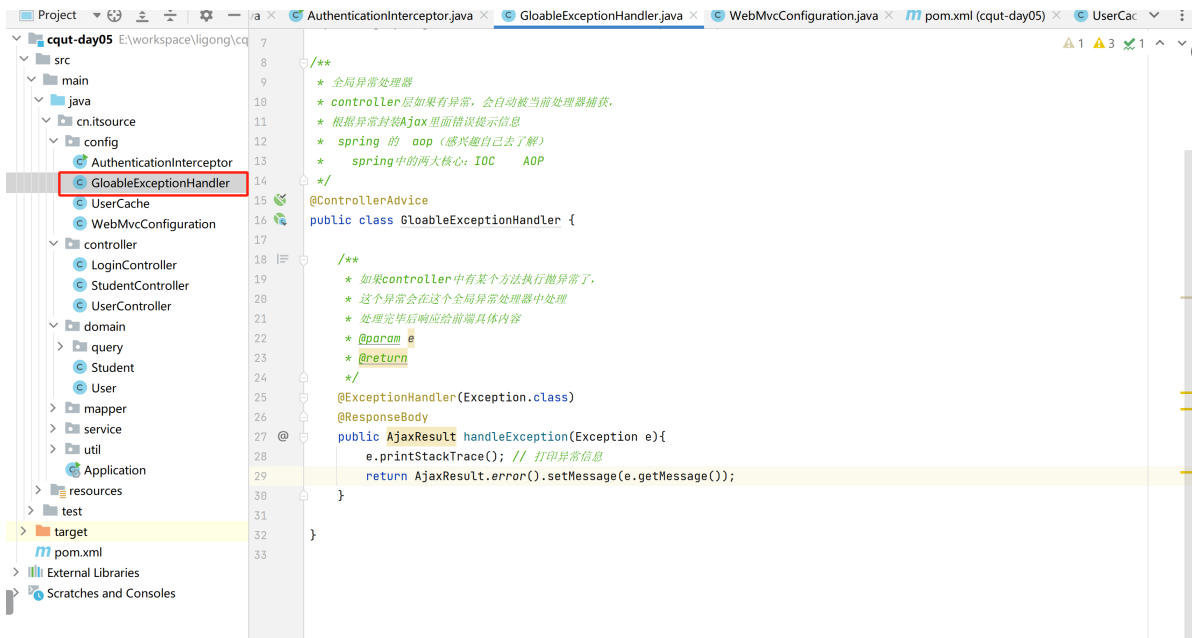 Project
/a
AuthenticationInterceptor.java
GloableExceptionHandler.java
WebMvcConfiguration.java
pom.xml (cqut-day05)
UserCac
1 3 1
cqut-day05 E:\workspace\ligong\cq
src
main
java
cn.itsource
config
AuthenticationInterceptor
GloableExceptionHandler
UserCache
WebMvcConfiguration
controller
LoginController
StudentController
UserController
domain
query
Student
User
mapper
service
util
Application
resources
test
target
pom.xml
External Libraries
Scratches and Consoles
7
8 /**
9 * 全局异常处理器
10 * controller层如果有异常，会自动被当前处理器捕获，
11 * 根据异常封装Ajax里面错误提示信息
12 * spring 的 aop（感兴趣自己去了解）
13 * spring中的两大核心：IOC AOP
14 */
15 @ControllerAdvice
16 public class GloableExceptionHandler {
17
18 /**
19 * 如果controller中有某个方法执行抛异常了，
20 * 这个异常会在这个全局异常处理器中处理
21 * 处理完毕后响应给前端具体内容
22 * @param e
23 * @return
24 */
25 @ExceptionHandler(Exception.class)
26 @ResponseBody
27 @ public AjaxResult handleException(Exception e){
28 e.printStackTrace(); // 打印异常信息
29 return AjaxResult.error().setMessage(e.getMessage());
30 }
31
32 }
33